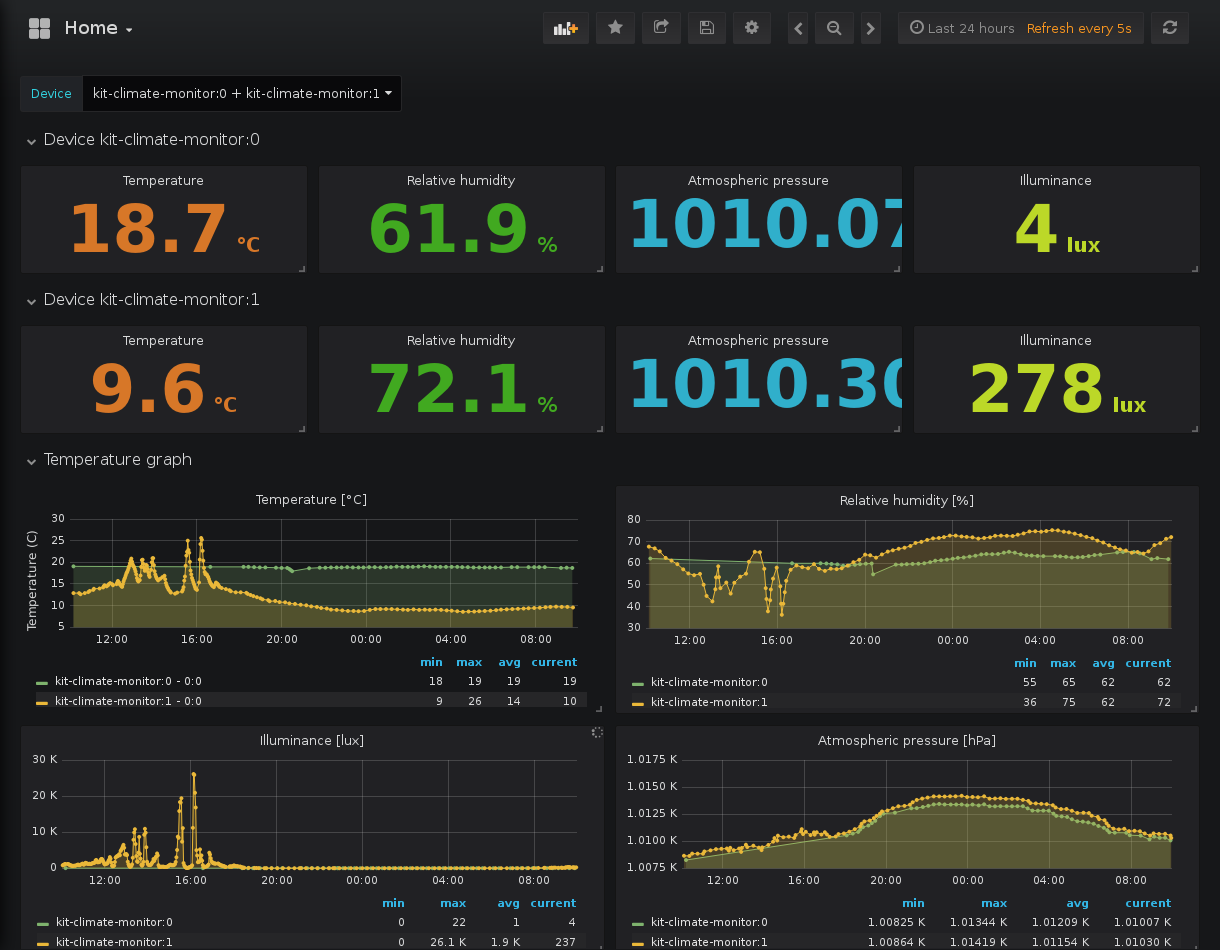 Home
Last 24 hours Refresh every 5s
Device kit-climate-monitor:0 + kit-climate-monitor:1
Device kit-climate-monitor:0
Temperature Relative humidity Atmospheric pressure Illuminance
18.7 °C 61.9 % 1010.07 4 lux
Device kit-climate-monitor:1
Temperature Relative humidity Atmospheric pressure Illuminance
9.6 °C 72.1 % 1010.30 278 lux
Temperature graph
Temperature [°C]
Temperature (C)
30
25
20
15
10
5
12:00 16:00 20:00 00:00 04:00 08:00
min max avg current
kit-climate-monitor:0 - 0:0 18 19 19 19
kit-climate-monitor:1 - 0:0 9 26 14 10
Relative humidity [%]
80
70
60
50
40
30
12:00 16:00 20:00 00:00 04:00 08:00
min max avg current
kit-climate-monitor:0 55 65 62 62
kit-climate-monitor:1 36 75 62 72
Illuminance [lux]
30 K
20 K
10 K
0
12:00 16:00 20:00 00:00 04:00 08:00
min max avg current
kit-climate-monitor:0 0 22 1 4
kit-climate-monitor:1 0 26.1 K 1.9 K 237
Atmospheric pressure [hPa]
1.0175 K
1.0150 K
1.0125 K
1.0100 K
1.0075 K
12:00 16:00 20:00 00:00 04:00 08:00
min max avg current
kit-climate-monitor:0 1.00825 K 1.01344 K 1.01209 K 1.01007 K
kit-climate-monitor:1 1.00864 K 1.01419 K 1.01154 K 1.01030 K